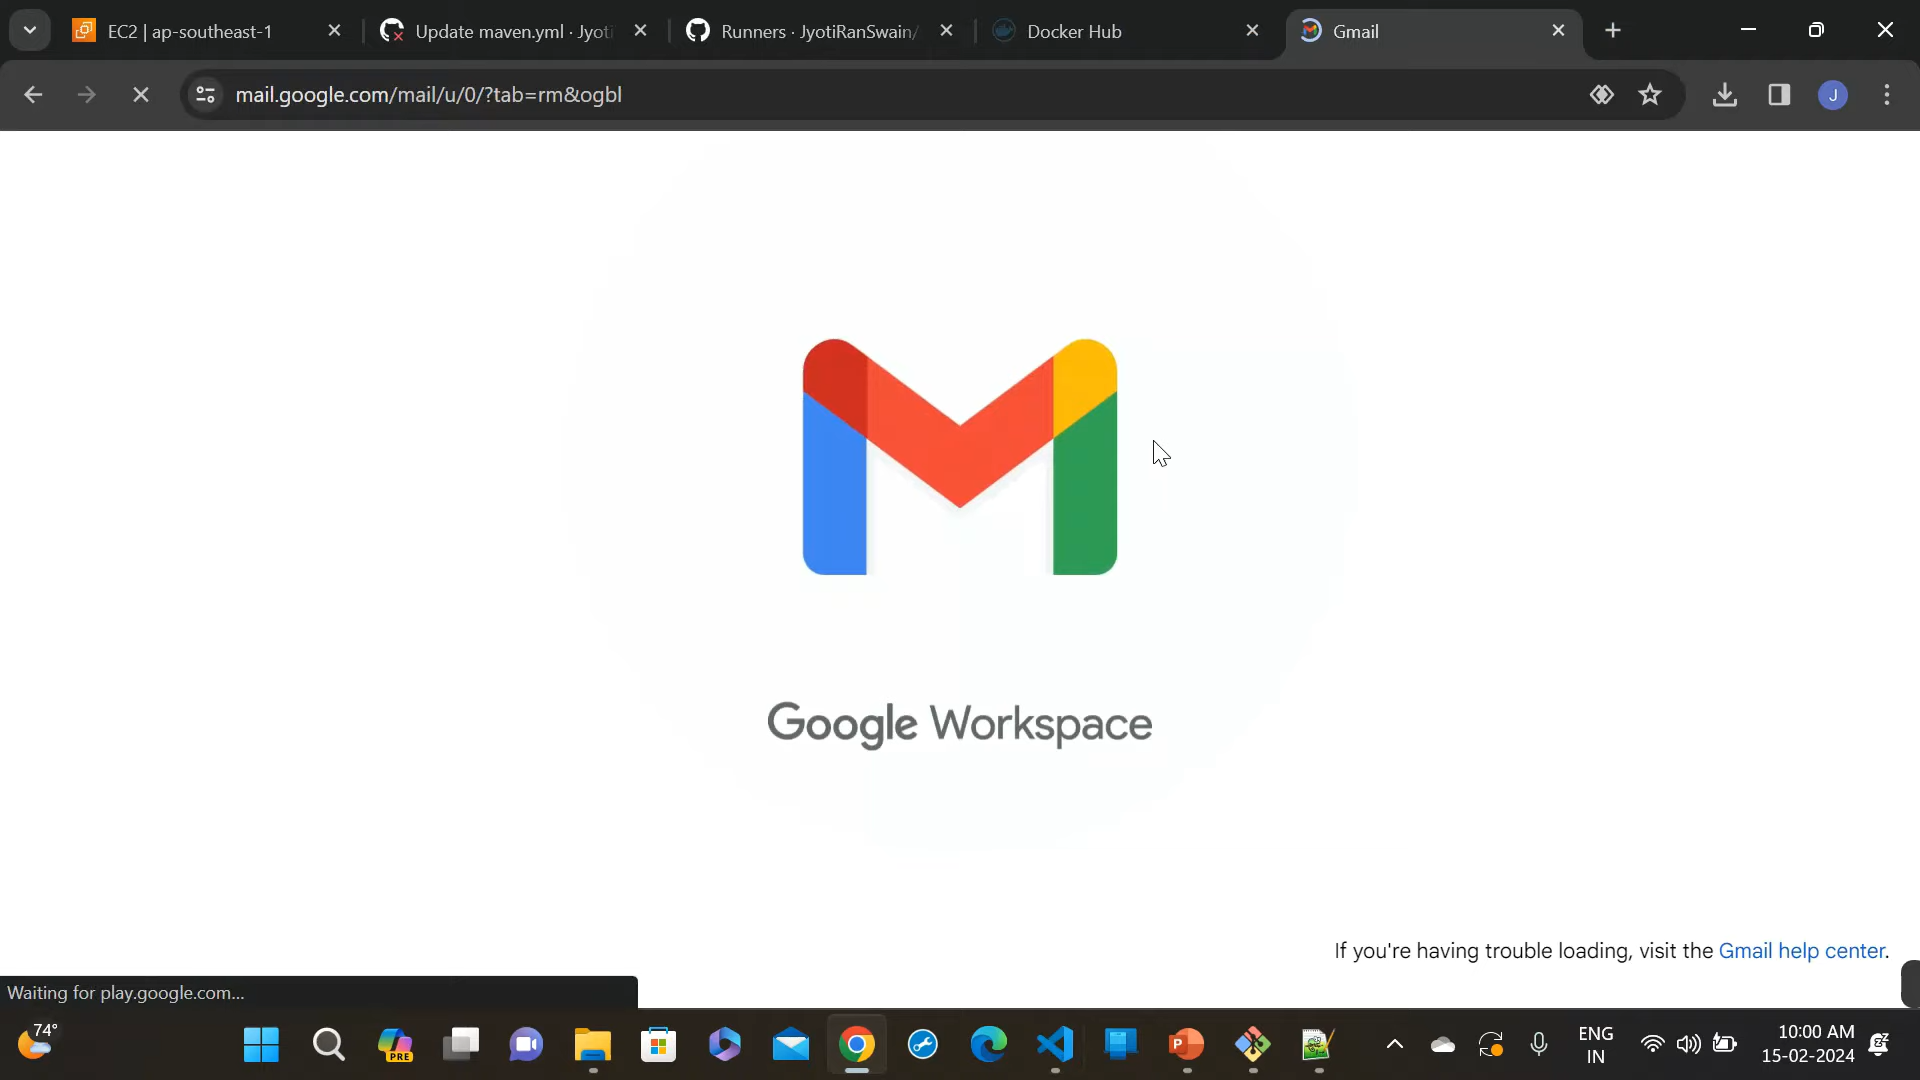 EC2 | ap-southeast-1
Update maven.yml · Jyoti
Runers · JyotiRanSwain/
Docker Hub
Gmail
mail.google.com/mail/u/0/?tab=rm&ogbl
J
Google Workspace
If you're having trouble loading, visit the Gmail help center.
Waiting for play.google.com...
74°
PRE
P
ENG
IN
10:00 AM
15-02-2024